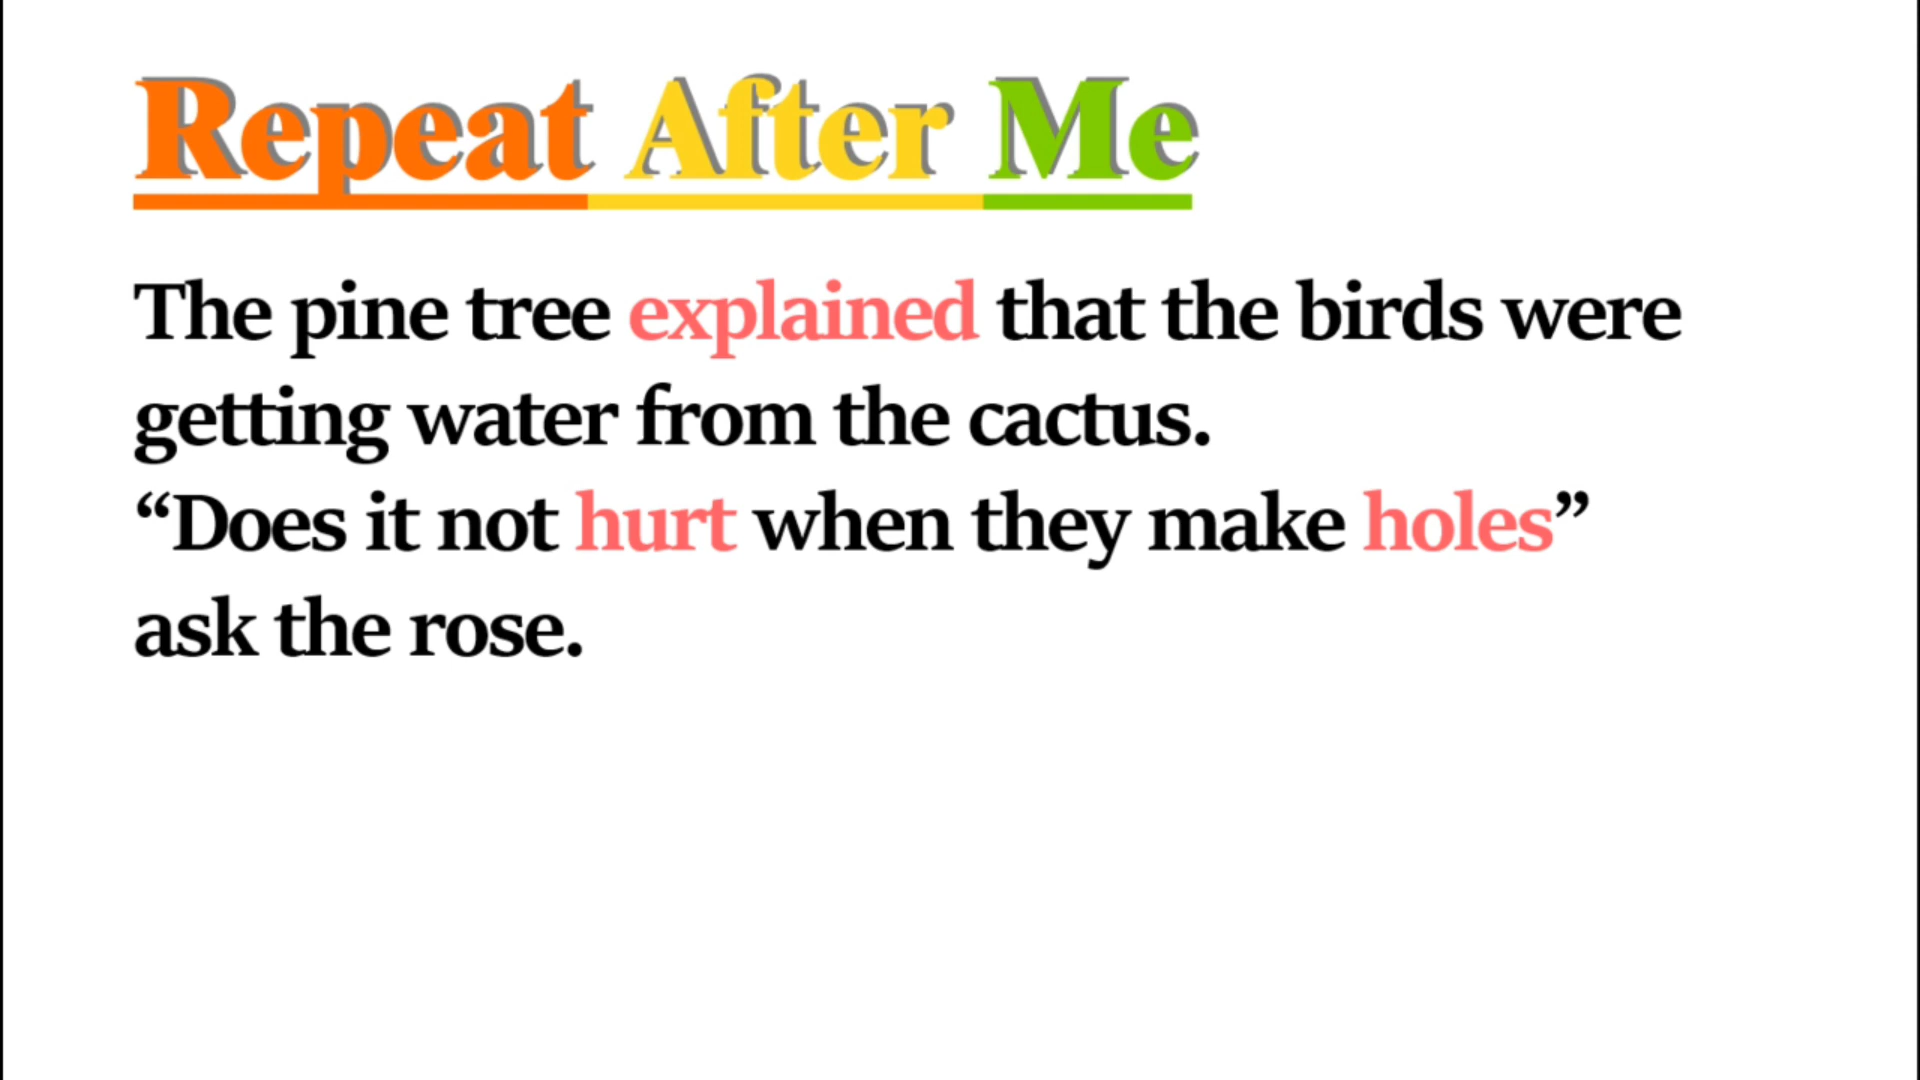 Repeat After Me
The pine tree explained that the birds were
getting water from the cactus.
“Does it not hurt when they make holes”
ask the rose.